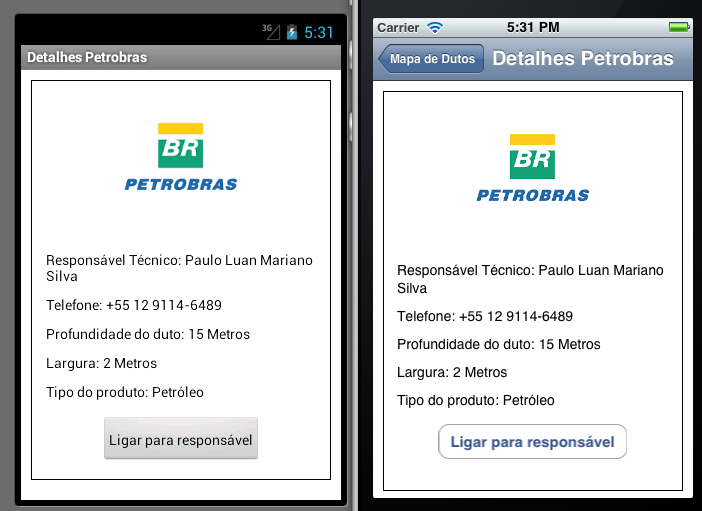 3G 5:31
Detalhes Petrobras
BR
PETROBRAS
Responsável Técnico: Paulo Luan Mariano
Silva
Telefone: +55 12 9114-6489
Profundidade do duto: 15 Metros
Largura: 2 Metros
Tipo do produto: Petróleo
Ligar para responsável
Carrier 5:31 PM
Mapa de Dutos Detalhes Petrobras
BR
PETROBRAS
Responsável Técnico: Paulo Luan Mariano
Silva
Telefone: +55 12 9114-6489
Profundidade do duto: 15 Metros
Largura: 2 Metros
Tipo do produto: Petróleo
Ligar para responsável